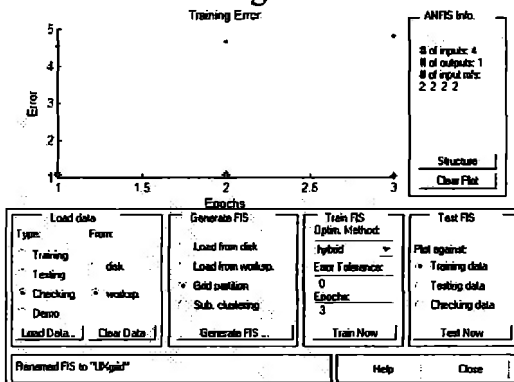 Training Error
ANFIS Info.
# of inputs: 4
# of outputs: 1
# of input mfs:
2 2 2 2
Structure
Clear Plot
5
4
3
2
1
Error
1
1.5
2
2.5
3
Epochs
Load data
Type:
From:
Training
Testing
Checking
Demo
disk
worksp.
Load Data...
Clear Data
Generate FIS
Load from disk
Load from worksp.
Grid partition
Sub. clustering
Generate FIS ...
Train FIS
Optim. Method:
hybrid
Error Tolerance:
0
Epochs:
3
Train Now
Test FIS
Plot against:
Training data
Testing data
Checking data
Test Now
Renamed FIS to
Help
Close